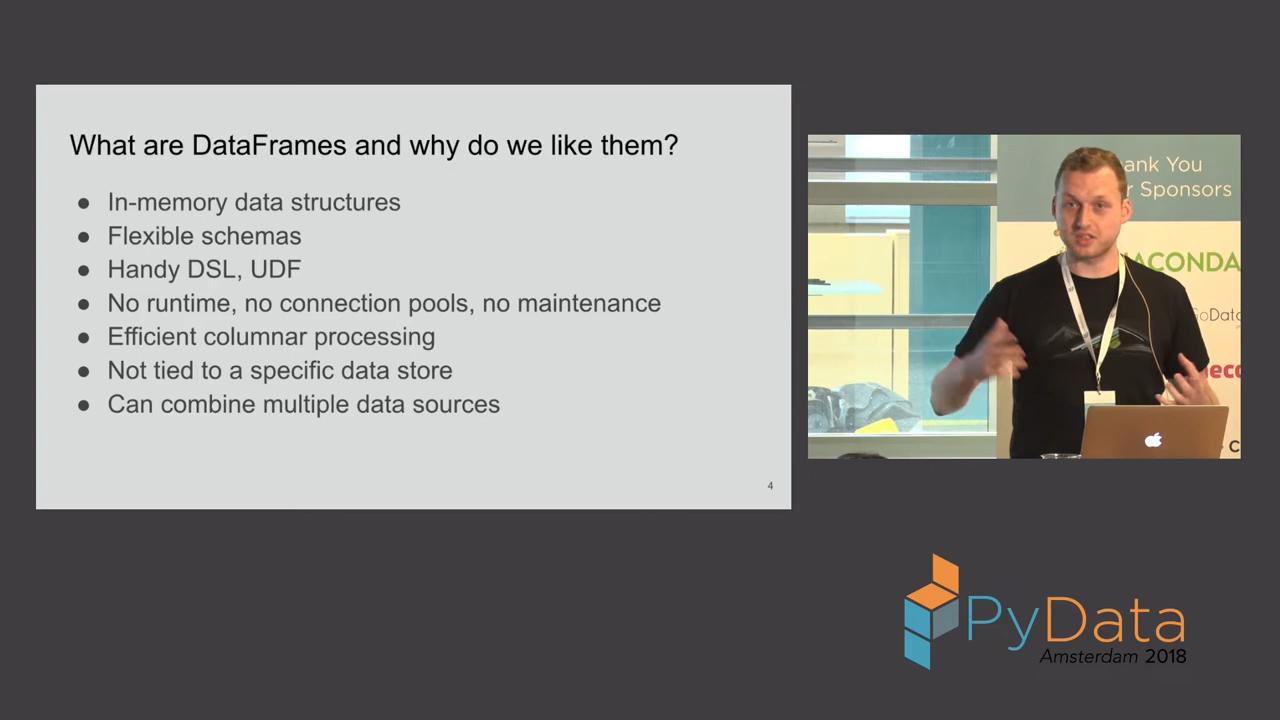 What are DataFrames and why do we like them?
● In-memory data structures
● Flexible schemas
● Handy DSL, UDF
● No runtime, no connection pools, no maintenance
● Efficient columnar processing
● Not tied to a specific data store
● Can combine multiple data sources
4
ank You
r Sponsors
ACONDA
oData
eco
C
PyData
Amsterdam 2018